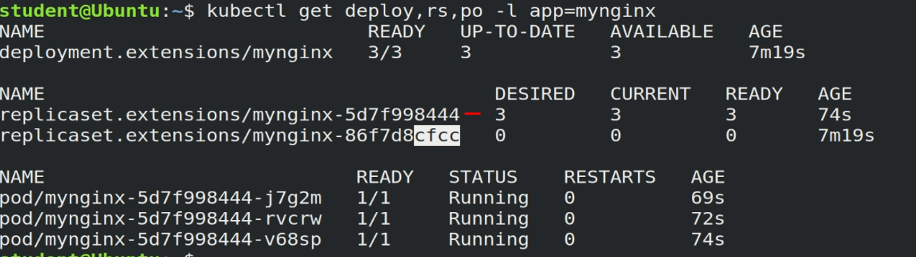 student@Ubuntu:~$ kubectl get deploy,rs,po -l app=mynginx
NAME READY UP-TO-DATE AVAILABLE AGE
deployment.extensions/mynginx 3/3 3 3 7m19s
NAME DESIRED CURRENT READY AGE
replicaset.extensions/mynginx-5d7f998444 3 3 3 74s
replicaset.extensions/mynginx-86f7d8cfcc 0 0 0 7m19s
NAME READY STATUS RESTARTS AGE
pod/mynginx-5d7f998444-j7g2m 1/1 Running 0 69s
pod/mynginx-5d7f998444-rvcrw 1/1 Running 0 72s
pod/mynginx-5d7f998444-v68sp 1/1 Running 0 74s
student@Ubuntu:~$